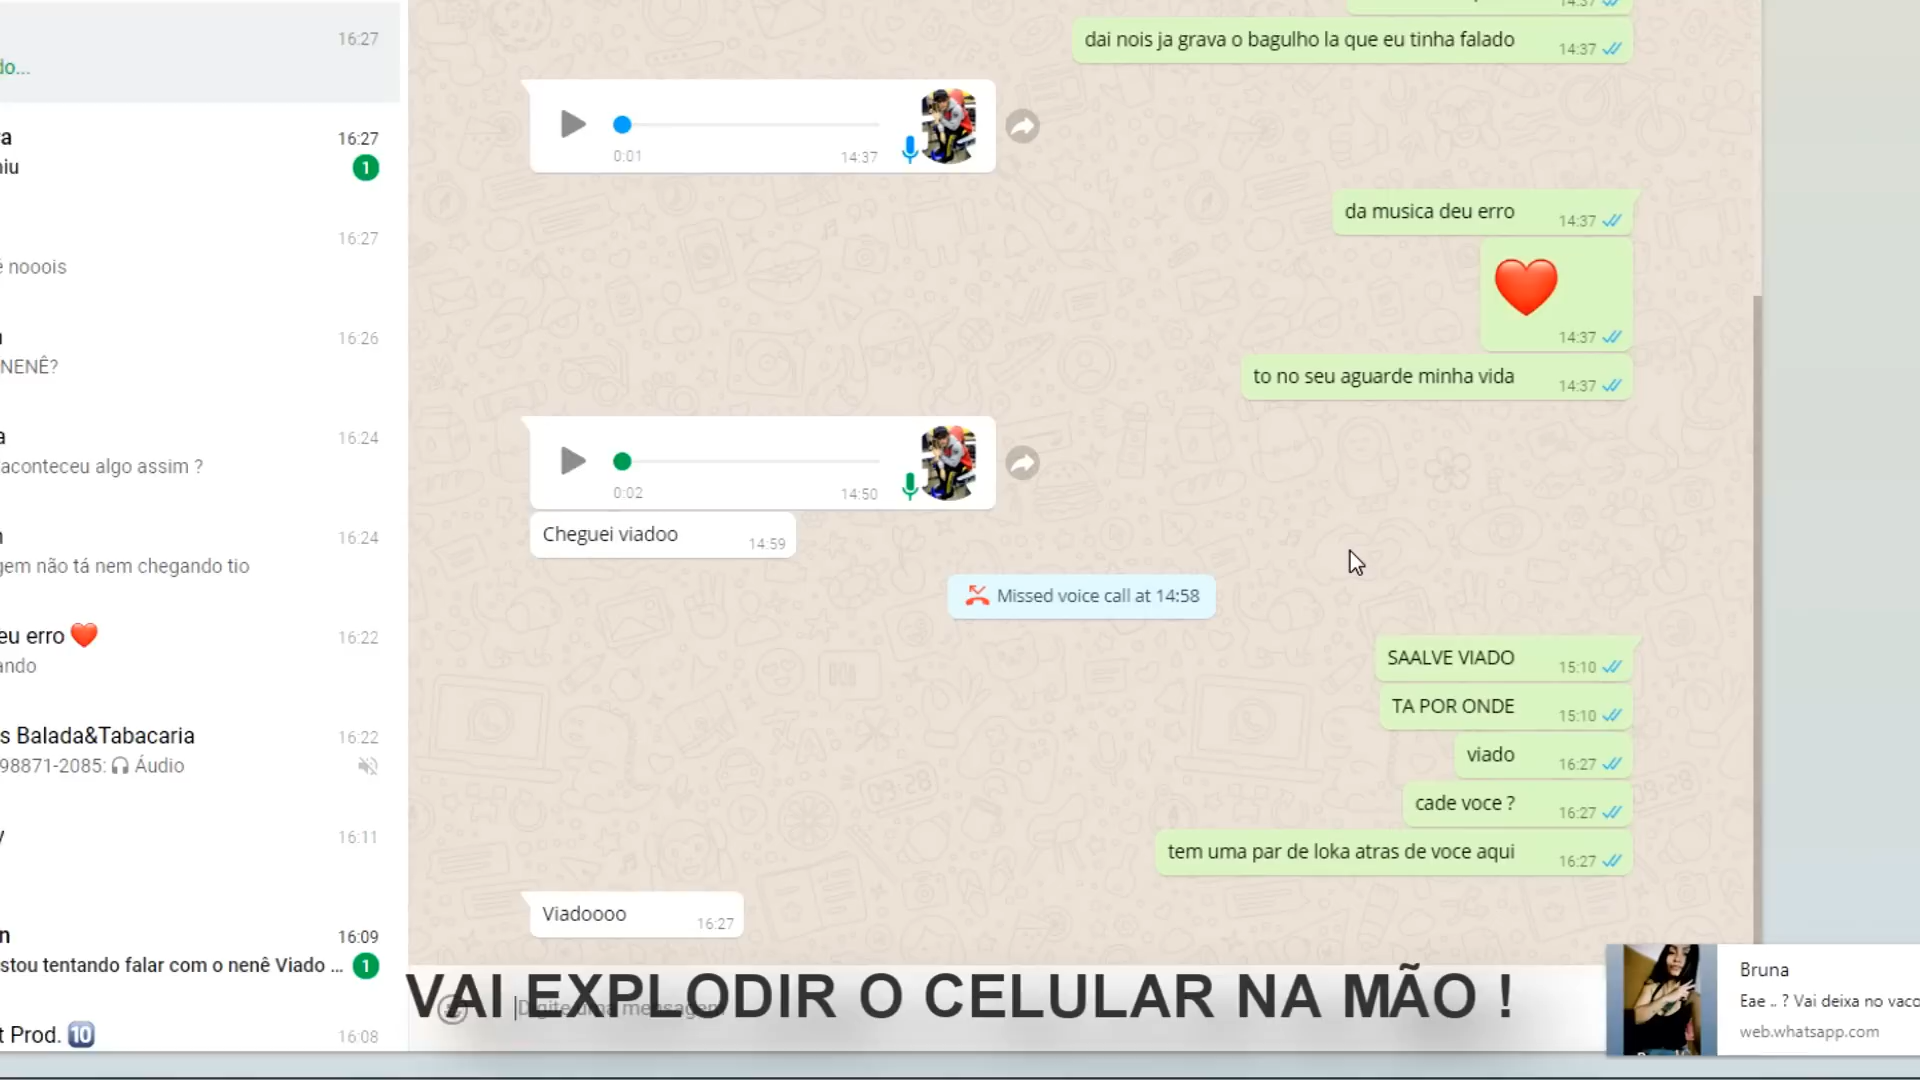 16:27
do...
ra
16:27
niu
1
16:27
é nooois
16:26
NENÊ?
a
16:24
aconteceu algo assim ?
16:24
gem não tá nem chegando tio
eu erro ❤️
16:22
ando
s Balada&Tabacaria
16:22
98871-2085: 🎧 Áudio
16:11
n
16:09
stou tentando falar com o nenê Viado ...
1
t Prod. 🔟
16:08
14:37
dai nois ja grava o bagulho la que eu tinha falado
14:37
0:01
14:37
da musica deu erro
14:37
❤️
14:37
to no seu aguarde minha vida
14:37
0:02
14:50
Cheguei viadoo
14:59
Missed voice call at 14:58
SAALVE VIADO
15:10
TA POR ONDE
15:10
viado
16:27
cade voce ?
16:27
tem uma par de loka atras de voce aqui
16:27
Viadoooo
16:27
Digite uma mensagem
VAI EXPLODIR O CELULAR NA MÃO !
Bruna
Eae .. ? Vai deixa no vaco
web.whatsapp.com